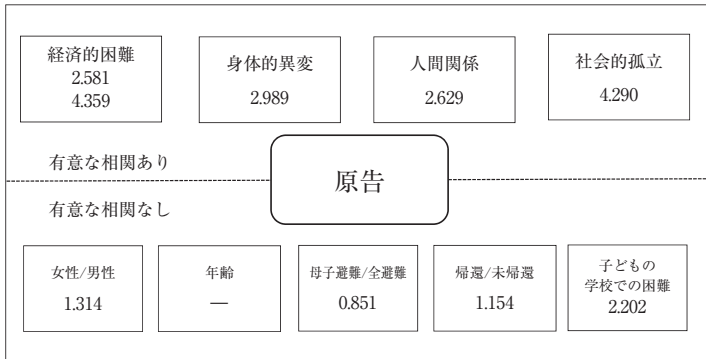 経済的困難
2.581
4.359
身体的異変
2.989
人間関係
2.629
社会的孤立
4.290
有意な相関あり
原告
有意な相関なし
女性/男性
1.314
年齢
―
母子避難/全避難
0.851
帰還/未帰還
1.154
子どもの
学校での困難
2.202